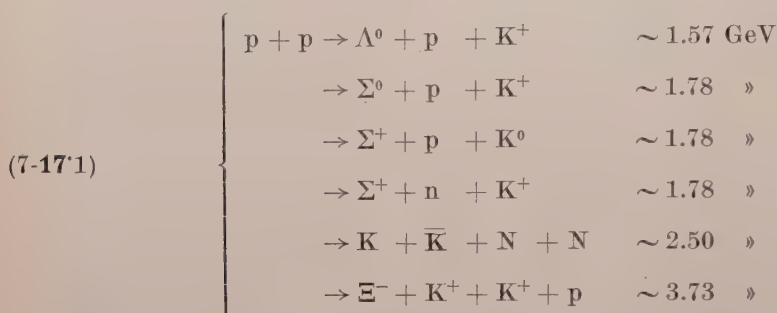 p + p → Λ⁰ + p + K⁺ ~ 1.57 GeV
→ Σ⁰ + p + K⁺ ~ 1.78 »
→ Σ⁺ + p + K⁰ ~ 1.78 »
(7-17·1)
→ Σ⁺ + n + K⁺ ~ 1.78 »
→ K + K̅ + N + N ~ 2.50 »
→ Ξ⁻ + K⁺ + K⁺ + p ~ 3.73 »